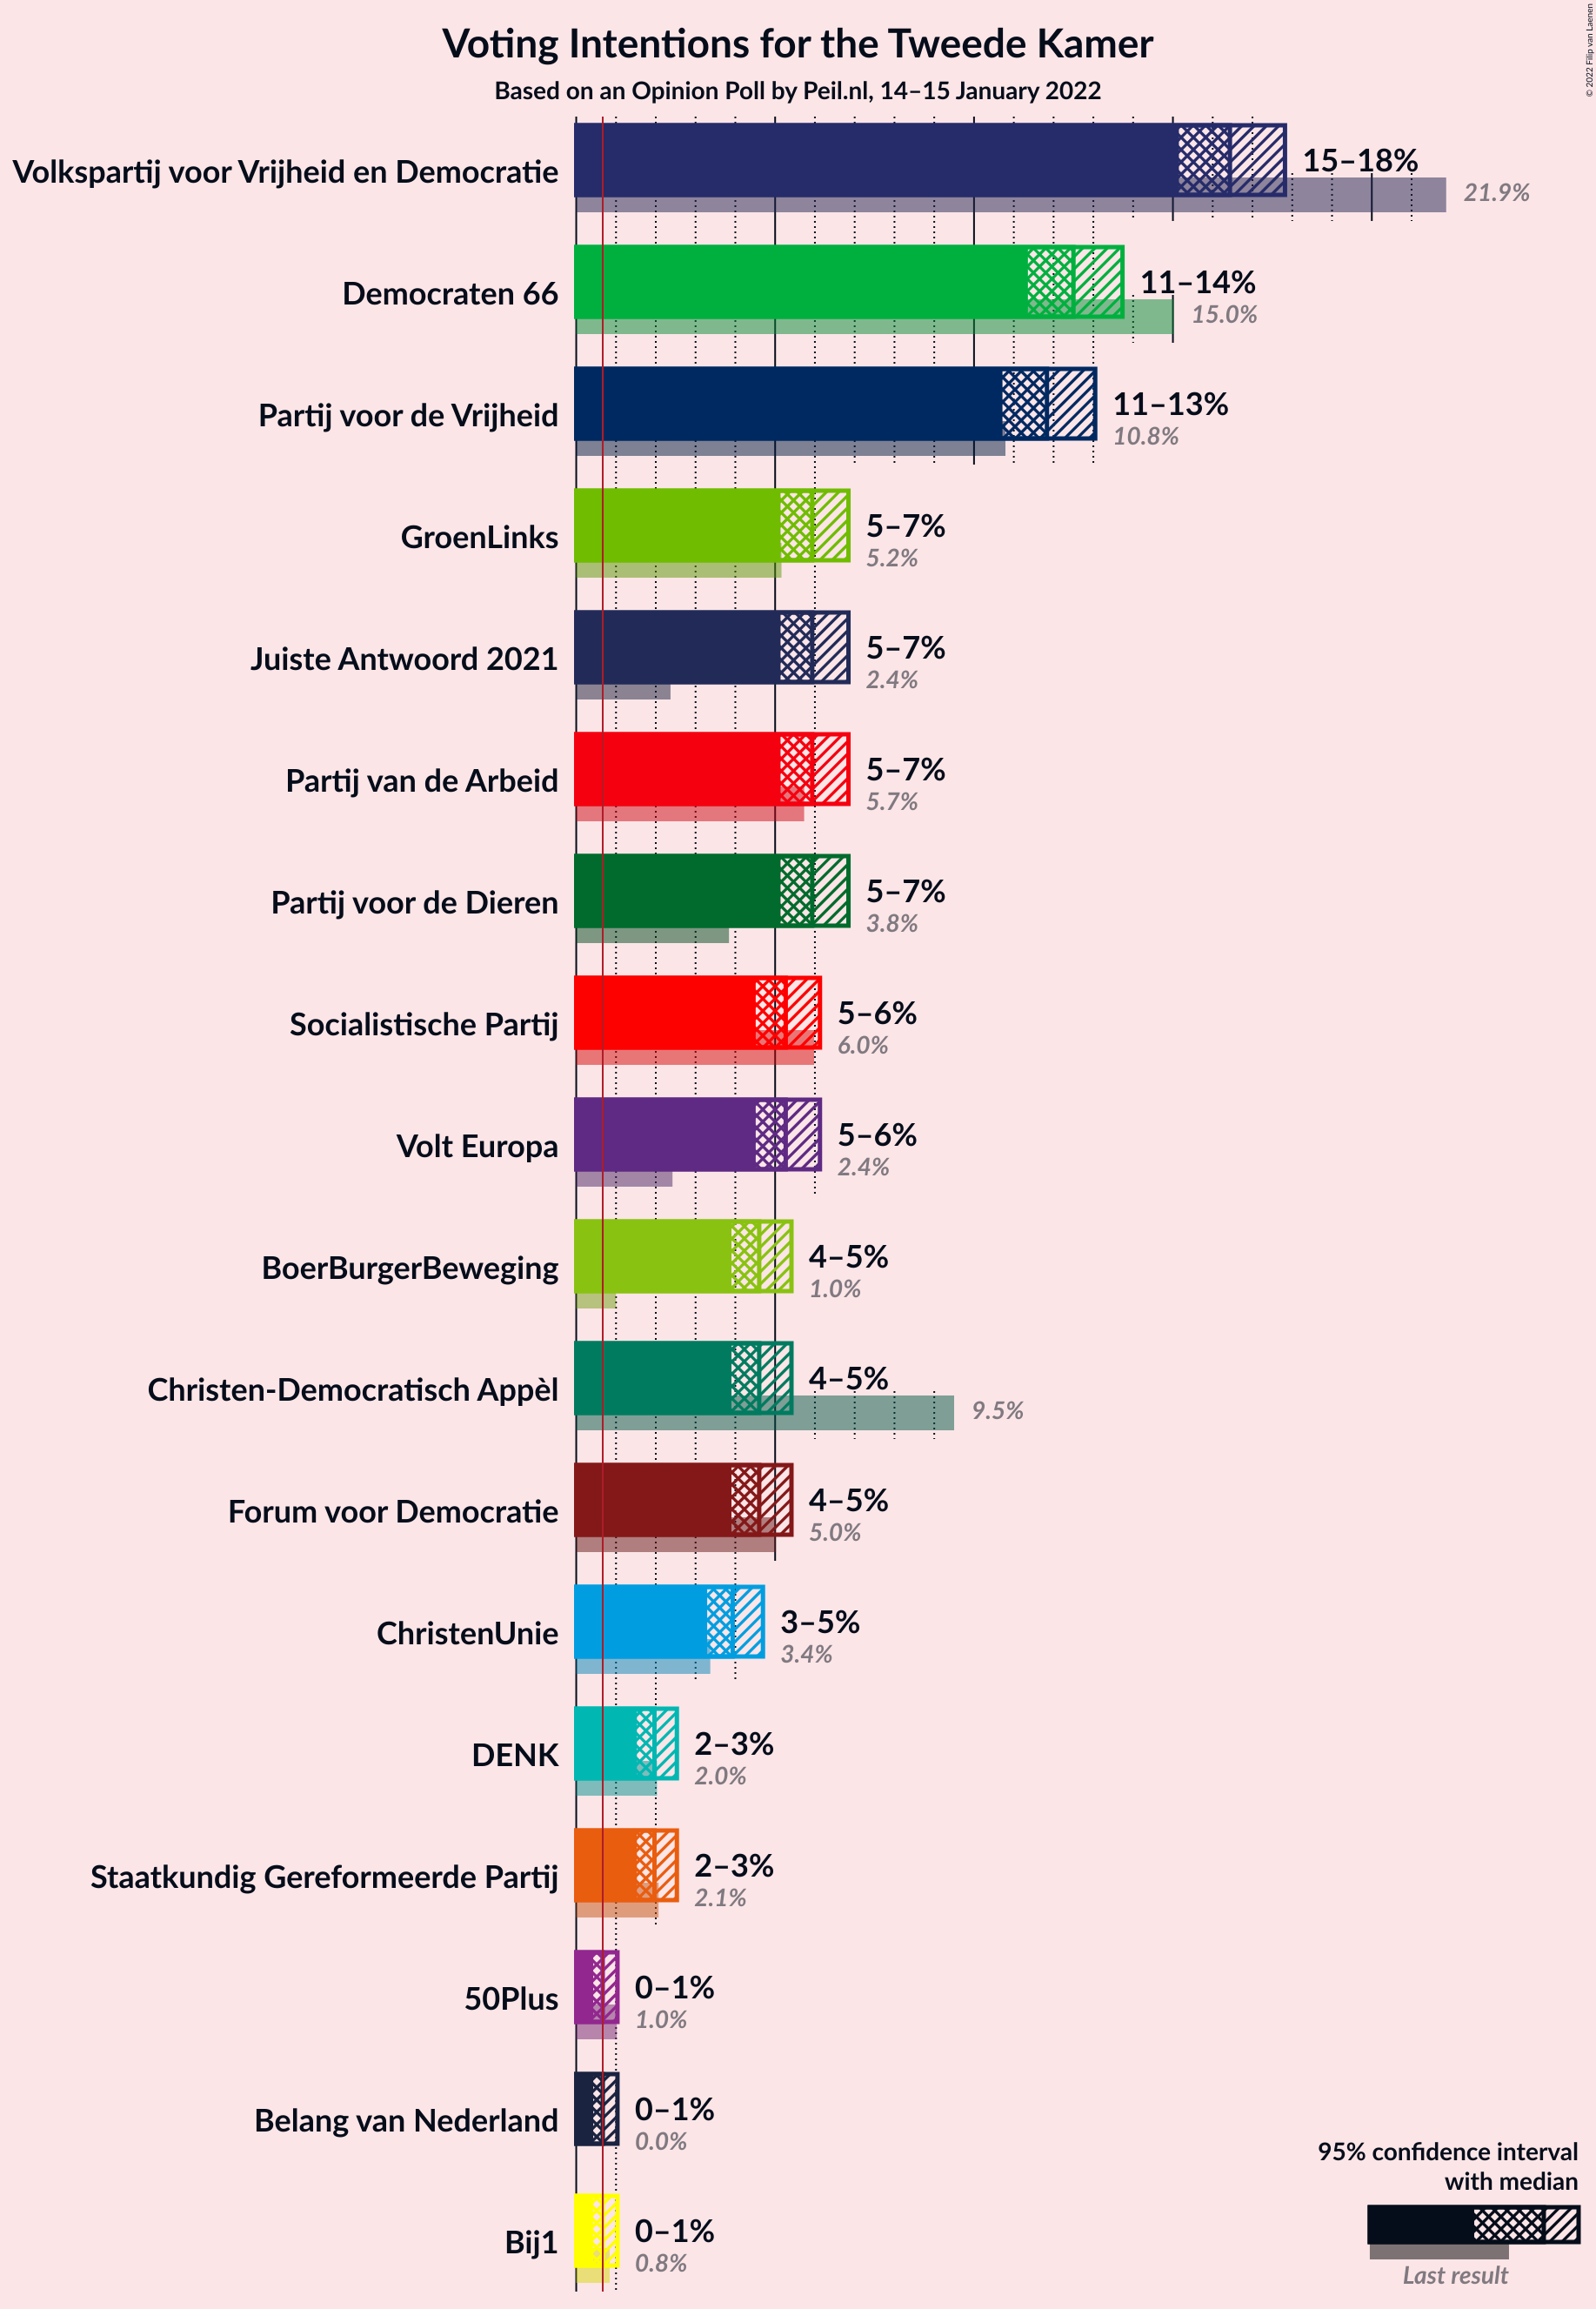 Voting Intentions for the Tweede Kamer
Based on an Opinion Poll by Peil.nl, 14–15 January 2022
© 2022 Filip van Laenen
Volkspartij voor Vrijheid en Democratie
15–18%
21.9%
Democraten 66
11–14%
15.0%
Partij voor de Vrijheid
11–13%
10.8%
GroenLinks
5–7%
5.2%
Juiste Antwoord 2021
5–7%
2.4%
Partij van de Arbeid
5–7%
5.7%
Partij voor de Dieren
5–7%
3.8%
Socialistische Partij
5–6%
6.0%
Volt Europa
5–6%
2.4%
BoerBurgerBeweging
4–5%
1.0%
Christen-Democratisch Appèl
4–5%
9.5%
Forum voor Democratie
4–5%
5.0%
ChristenUnie
3–5%
3.4%
DENK
2–3%
2.0%
Staatkundig Gereformeerde Partij
2–3%
2.1%
50Plus
0–1%
1.0%
Belang van Nederland
0–1%
0.0%
Bij1
0–1%
0.8%
95% confidence interval
with median
Last result